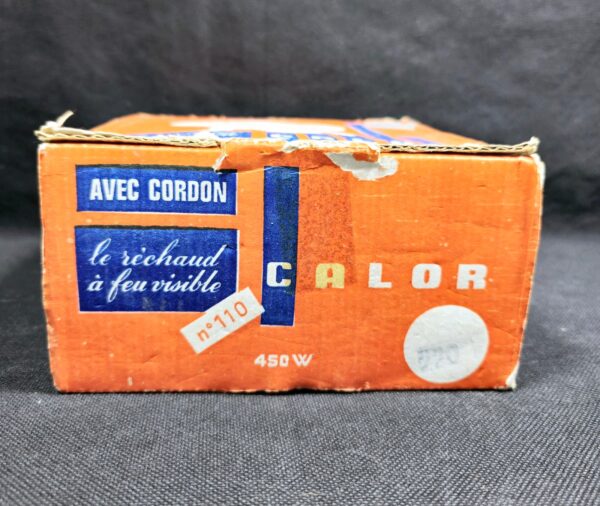 AVEC CORDON
le réchaud
à feu visible
CALOR
n° 110
450 W